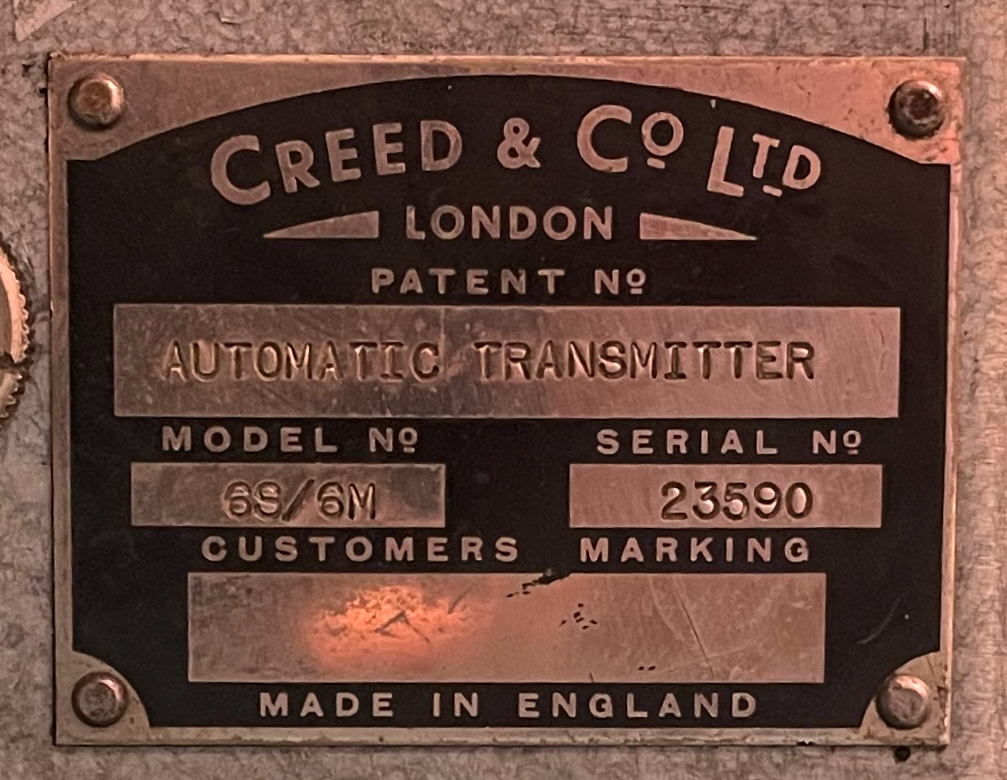 CREED & Cº LTD
LONDON
PATENT Nº
AUTOMATIC TRANSMITTER
MODEL Nº SERIAL Nº
6S/6M 23590
CUSTOMERS MARKING
MADE IN ENGLAND